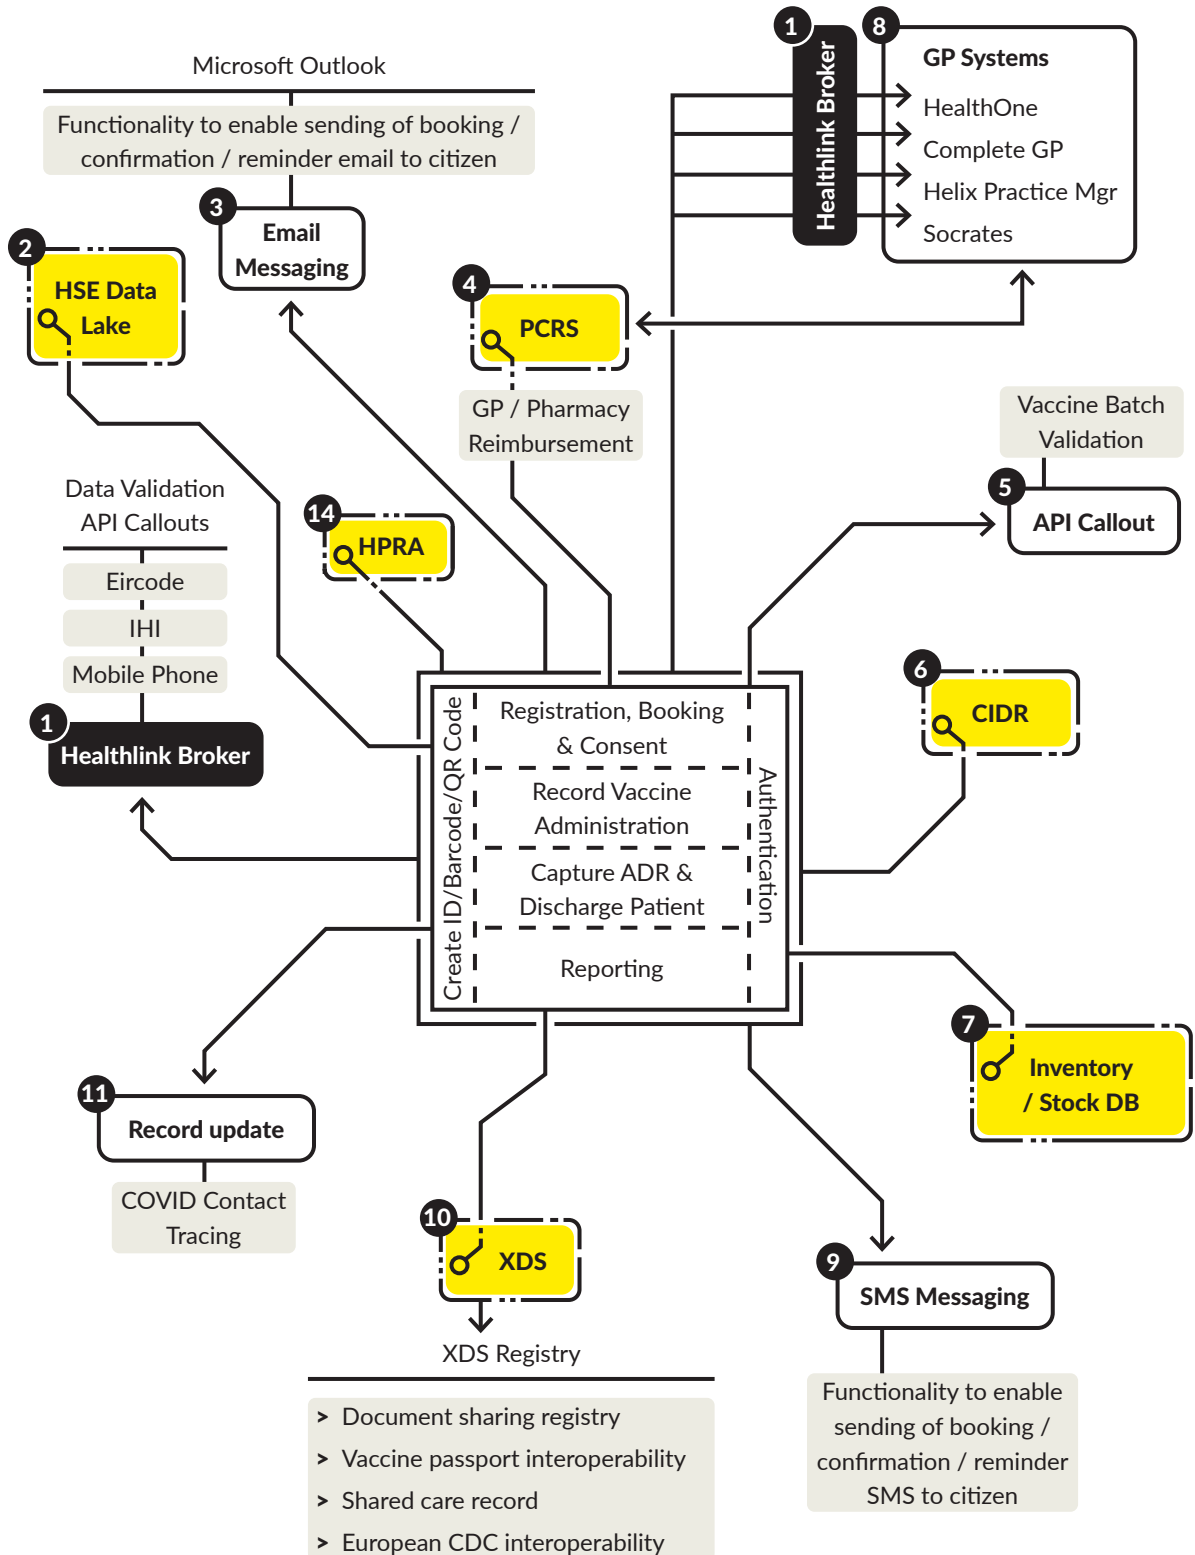 1
8
Healthlink Broker
GP Systems
HealthOne
Complete GP
Helix Practice Mgr
Socrates
Microsoft Outlook
Functionality to enable sending of booking /
confirmation / reminder email to citizen
3
Email
Messaging
2
HSE Data
Lake
4
PCRS
GP / Pharmacy
Reimbursement
Vaccine Batch
Validation
5
API Callout
Data Validation
API Callouts
Eircode
IHI
Mobile Phone
1
Healthlink Broker
14
HPRA
6
CIDR
Create ID/Barcode/QR Code
Registration, Booking
& Consent
Record Vaccine
Administration
Capture ADR &
Discharge Patient
Reporting
Authentication
7
Inventory
/ Stock DB
11
Record update
COVID Contact
Tracing
10
XDS
XDS Registry
> Document sharing registry
> Vaccine passport interoperability
> Shared care record
> European CDC interoperability
9
SMS Messaging
Functionality to enable
sending of booking /
confirmation / reminder
SMS to citizen